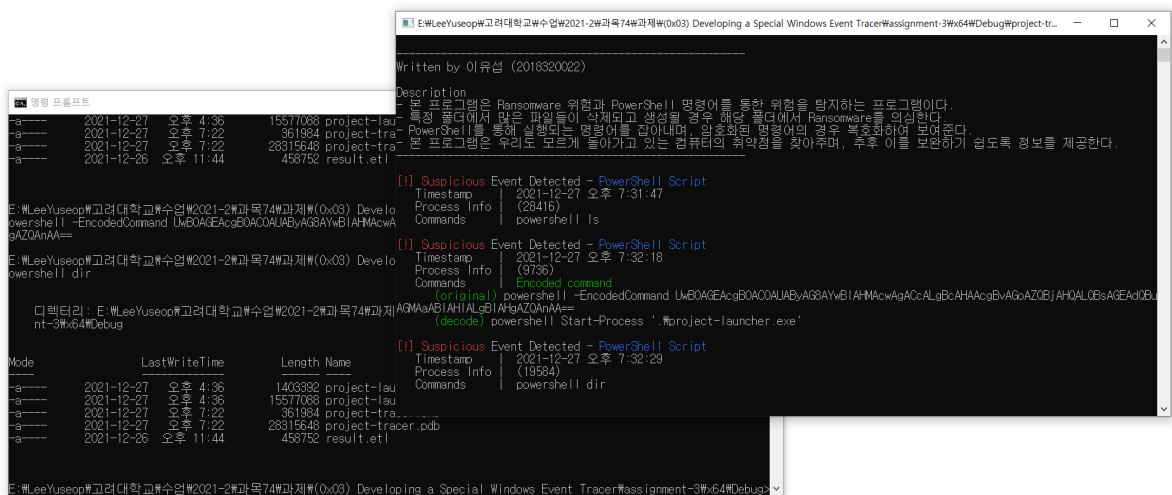 E:₩LeeYuseop₩고려대학교₩수업₩2021-2₩과목74₩과제₩(0x03) Developing a Special Windows Event Tracer₩assignment-3₩x64₩Debug₩project-tr...
Written by 이유섭 (2018320022)
Description
- 본 프로그램은 Ransomware 위험과 PowerShell 명령어를 통한 위험을 탐지하는 프로그램이다.
- 특정 폴더에서 많은 파일들이 삭제되고 생성될 경우 해당 폴더에서 Ransomware를 의심한다.
- PowerShell를 통해 실행되는 명령어를 잡아내며, 암호화된 명령어의 경우 복호화하여 보여준다.
- 본 프로그램은 우리도 모르게 돌아가고 있는 컴퓨터의 취약점을 찾아주며, 추후 이를 보완하기 쉽도록 정보를 제공한다.
[!] Suspicious Event Detected - PowerShell Script
Timestamp | 2021-12-27 오후 7:31:47
Process Info | (28416)
Commands | powershell ls
[!] Suspicious Event Detected - PowerShell Script
Timestamp | 2021-12-27 오후 7:32:18
Process Info | (9736)
Commands | Encoded command
(original) powershell -EncodedCommand UwB0AGEAcgB0AC0AUAByAG8AYwBlAHMAcwAgACcALgBcAHAAcgBvAGoAZQBjAHQALQBsAGEAdQBu
AGMAaABlAHIALgBlAHgAZQAnAA==
(decode) powershell Start-Process '.₩project-launcher.exe'
[!] Suspicious Event Detected - PowerShell Script
Timestamp | 2021-12-27 오후 7:32:29
Process Info | (19584)
Commands | powershell dir
명령 프롬프트
-a---- 2021-12-27 오후 4:36 15577088 project-lau
-a---- 2021-12-27 오후 7:22 361984 project-tra
-a---- 2021-12-27 오후 7:22 28315648 project-tra
-a---- 2021-12-26 오후 11:44 458752 result.etl
E:₩LeeYuseop₩고려대학교₩수업₩2021-2₩과목74₩과제₩(0x03) Develo
owershell -EncodedCommand UwB0AGEAcgB0AC0AUAByAG8AYwBlAHMAcwA
gAZQAnAA==
E:₩LeeYuseop₩고려대학교₩수업₩2021-2₩과목74₩과제₩(0x03) Develo
owershell dir
디렉터리: E:₩LeeYuseop₩고려대학교₩수업₩2021-2₩과목74₩과제
nt-3₩x64₩Debug
Mode LastWriteTime Length Name
---- ------------- ------ ----
-a---- 2021-12-27 오후 4:36 1403392 project-lau
-a---- 2021-12-27 오후 4:36 15577088 project-lau
-a---- 2021-12-27 오후 7:22 361984 project-tracer.exe
-a---- 2021-12-27 오후 7:22 28315648 project-tracer.pdb
-a---- 2021-12-26 오후 11:44 458752 result.etl
E:₩LeeYuseop₩고려대학교₩수업₩2021-2₩과목74₩과제₩(0x03) Developing a Special Windows Event Tracer₩assignment-3₩x64₩Debug>